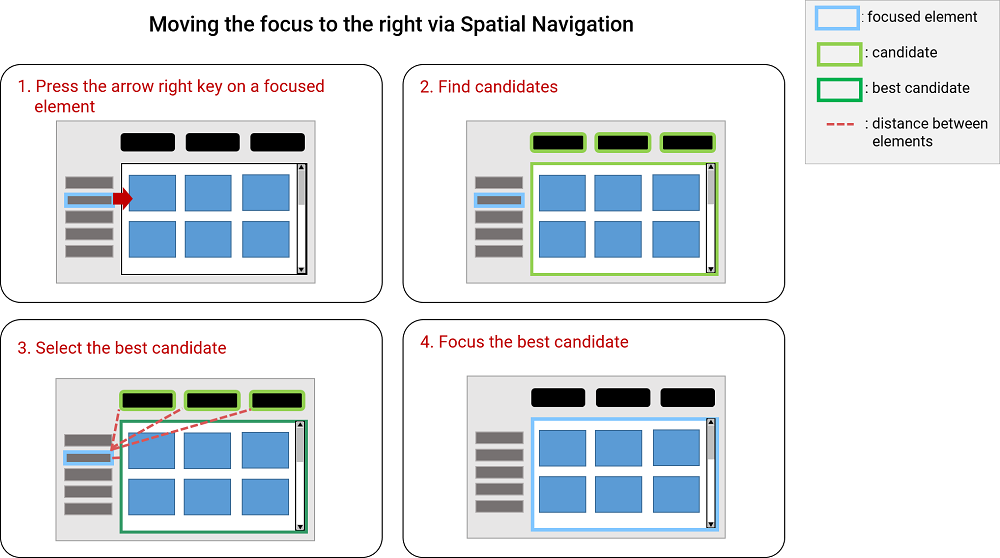 Moving the focus to the right via Spatial Navigation
: focused element
: candidate
: best candidate
: distance between
elements
1. Press the arrow right key on a focused
element
2. Find candidates
3. Select the best candidate
4. Focus the best candidate